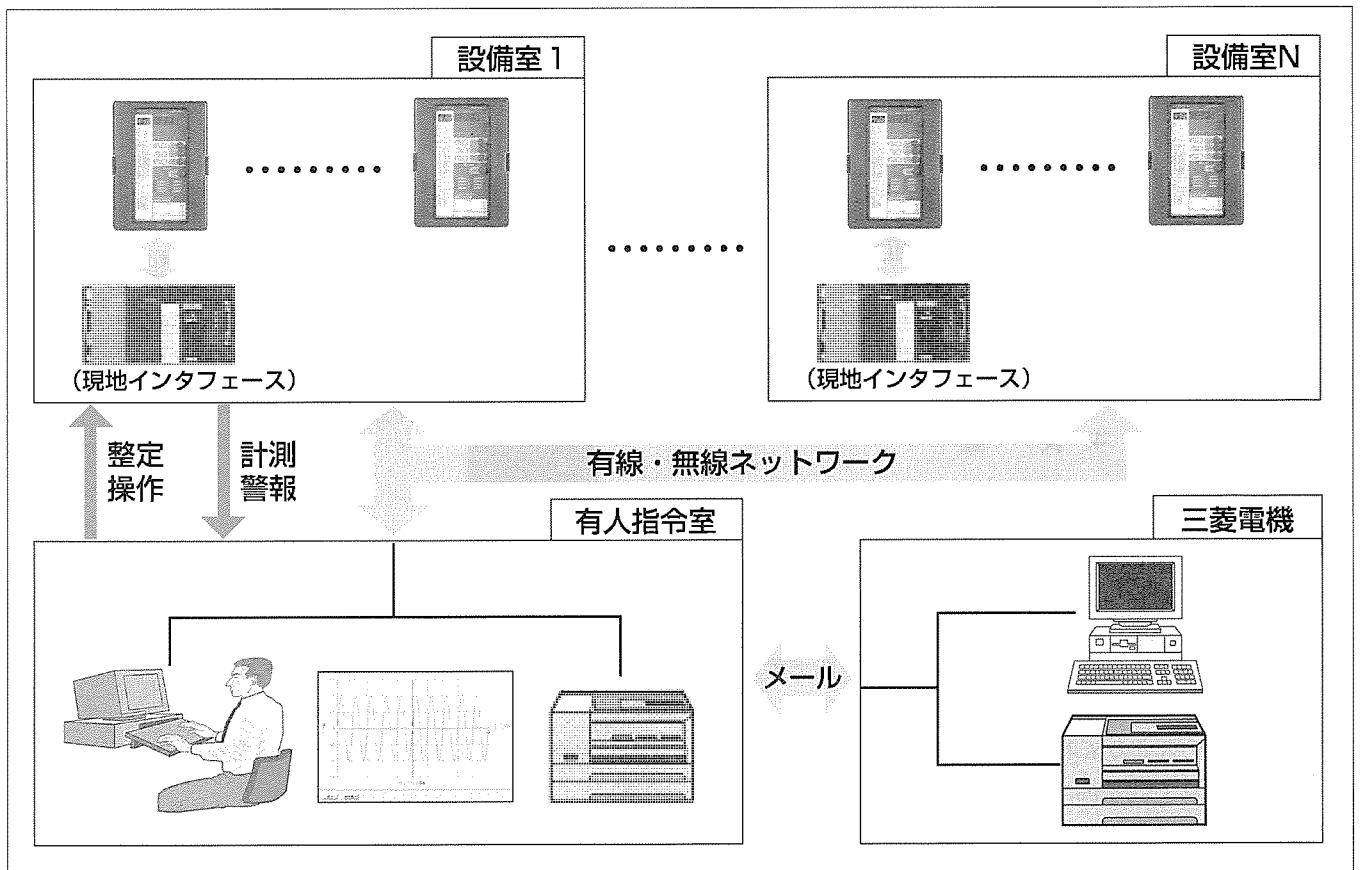 設備室1
設備室N
(現地インタフェース)
(現地インタフェース)
整定
操作
計測
警報
有線・無線ネットワーク
有人指令室
三菱電機
メール